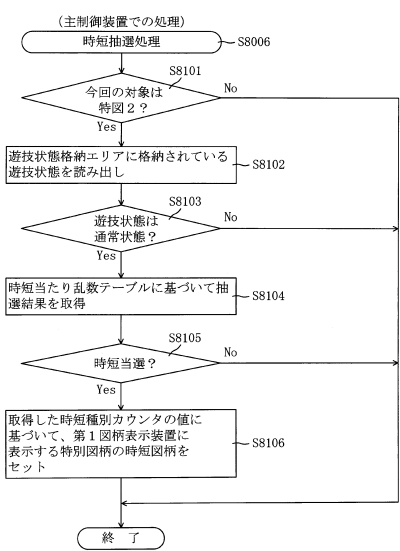 （主制御装置での処理）
時短抽選処理
S8006
S8101
今回の対象は
特図２？
No
Yes
遊技状態格納エリアに格納されている
遊技状態を読み出し
S8102
S8103
遊技状態は
通常状態？
No
Yes
時短当たり乱数テーブルに基づいて抽
選結果を取得
S8104
S8105
時短当選？
No
Yes
取得した時短種別カウンタの値に
基づいて、第１図柄表示装置に
表示する特別図柄の時短図柄を
セット
S8106
終 了